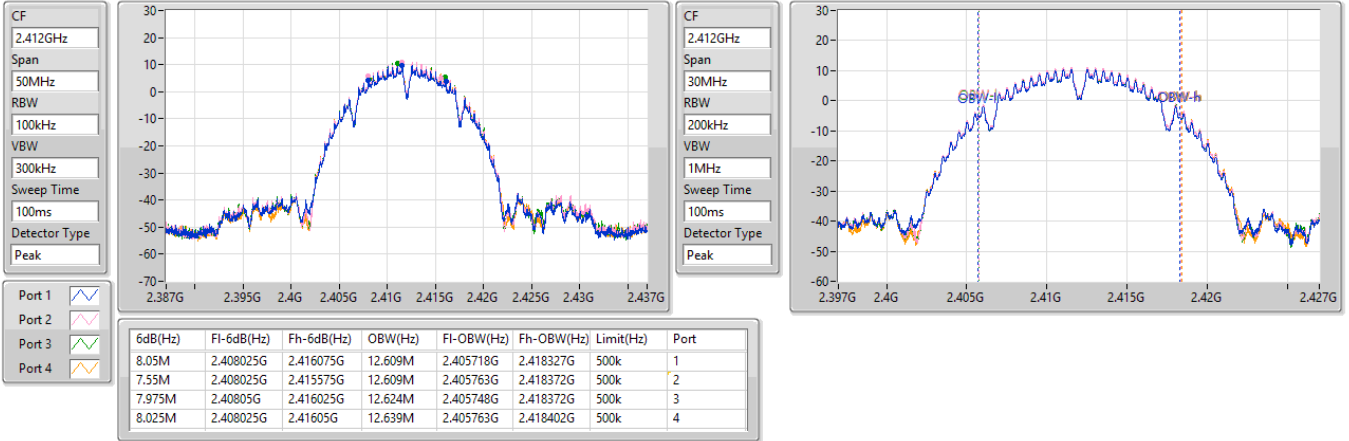 CF
2.412GHz
Span
50MHz
RBW
100kHz
VBW
300kHz
Sweep Time
100ms
Detector Type
Peak
30
20
10
0
-10
-20
-30
-40
-50
-60
-70
2.387G 2.395G 2.4G 2.405G 2.41G 2.415G 2.42G 2.425G 2.43G 2.437G
CF
2.412GHz
Span
30MHz
RBW
200kHz
VBW
1MHz
Sweep Time
100ms
Detector Type
Peak
30
20
10
0
-10
-20
-30
-40
-50
-60
OBW-l OBW-h
2.397G 2.4G 2.405G 2.41G 2.415G 2.42G 2.427G
Port 1
Port 2
Port 3
Port 4
6dB(Hz) Fl-6dB(Hz) Fh-6dB(Hz) OBW(Hz) Fl-OBW(Hz) Fh-OBW(Hz) Limit(Hz) Port
8.05M 2.408025G 2.416075G 12.609M 2.405718G 2.418327G 500k 1
7.55M 2.408025G 2.415575G 12.609M 2.405763G 2.418372G 500k 2
7.975M 2.40805G 2.416025G 12.624M 2.405748G 2.418372G 500k 3
8.025M 2.408025G 2.41605G 12.639M 2.405763G 2.418402G 500k 4